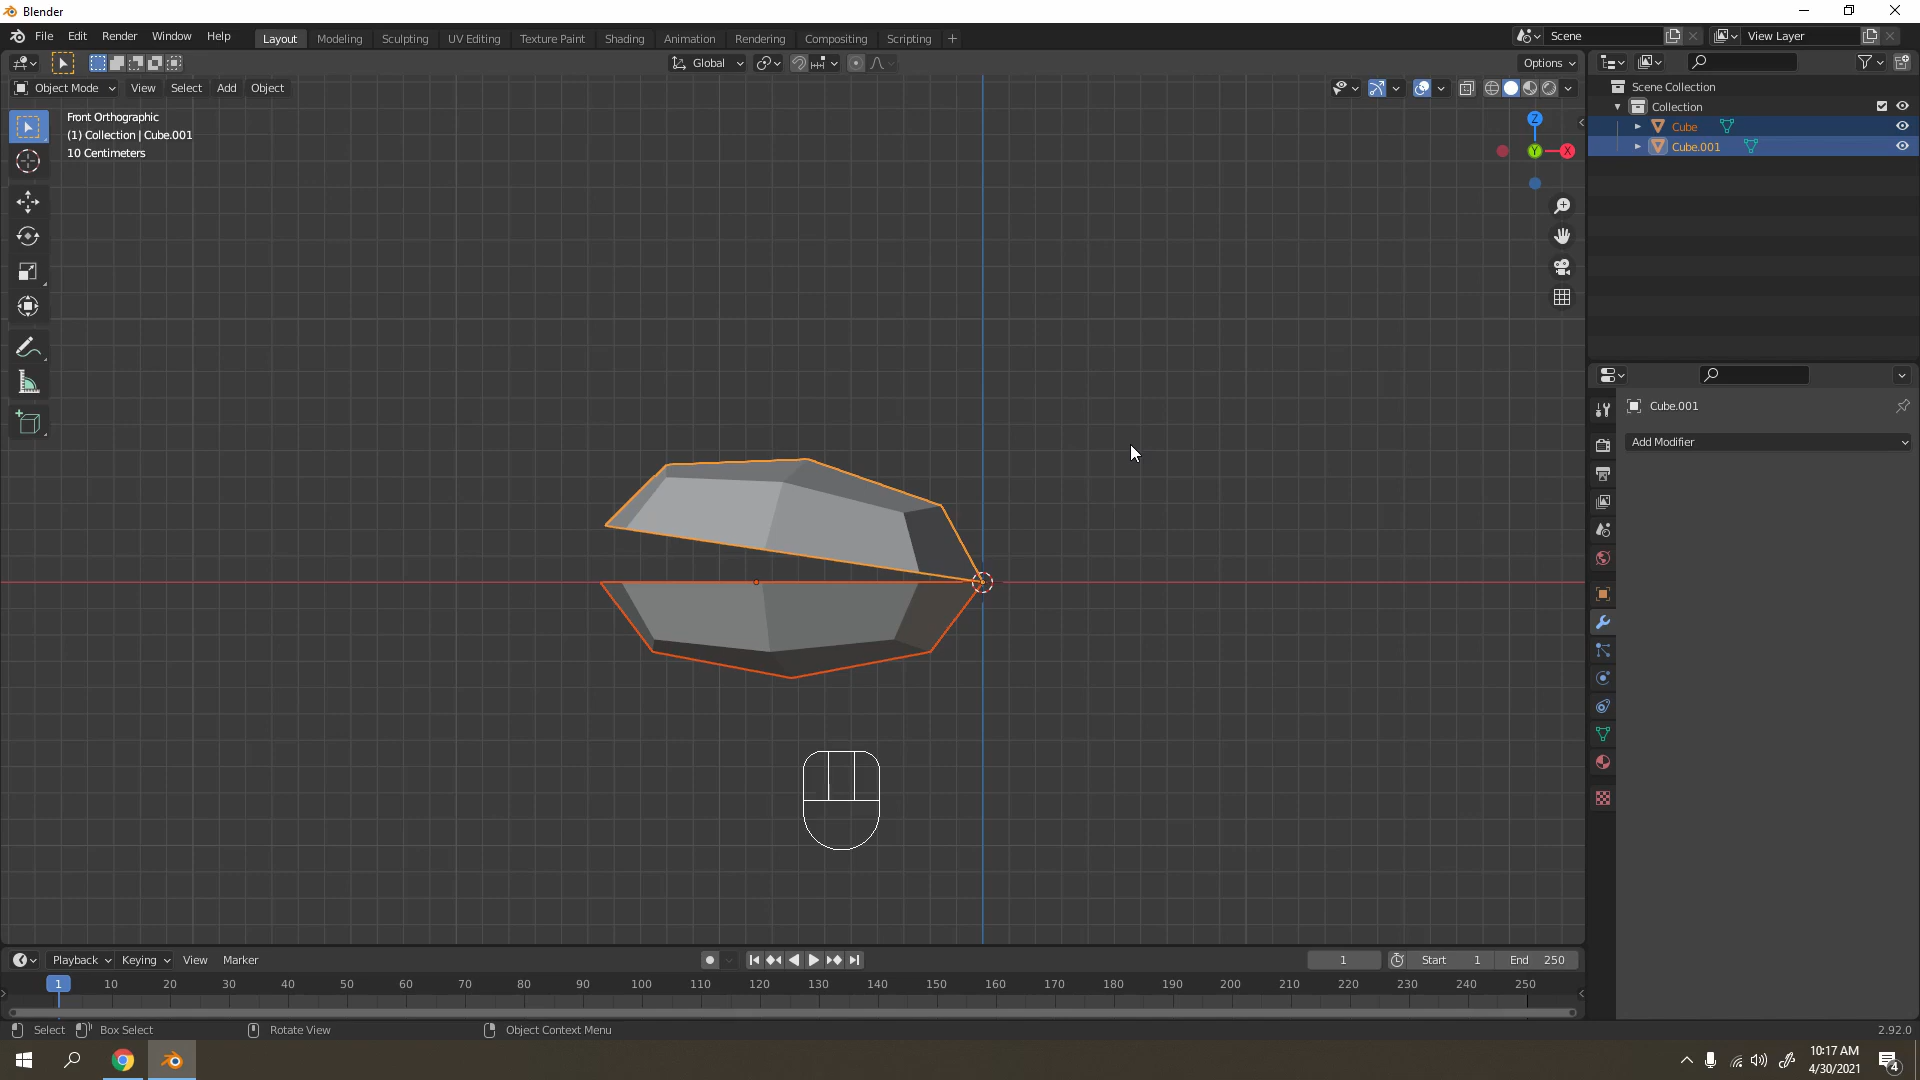 Blender
File Edit Render Window Help
Layout Modeling Sculpting UV Editing Texture Paint Shading Animation Rendering Compositing Scripting +
Scene
View Layer
Global
Options
Object Mode View Select Add Object
Front Orthographic
(1) Collection | Cube.001
10 Centimeters
Z
Y
X
Scene Collection
Collection
Cube
Cube.001
Cube.001
Add Modifier
Playback Keying View Marker
1
Start 1
End 250
1 10 20 30 40 50 60 70 80 90 100 110 120 130 140 150 160 170 180 190 200 210 220 230 240 250
Select Box Select Rotate View Object Context Menu
2.92.0
10:17 AM
4/30/2021
4